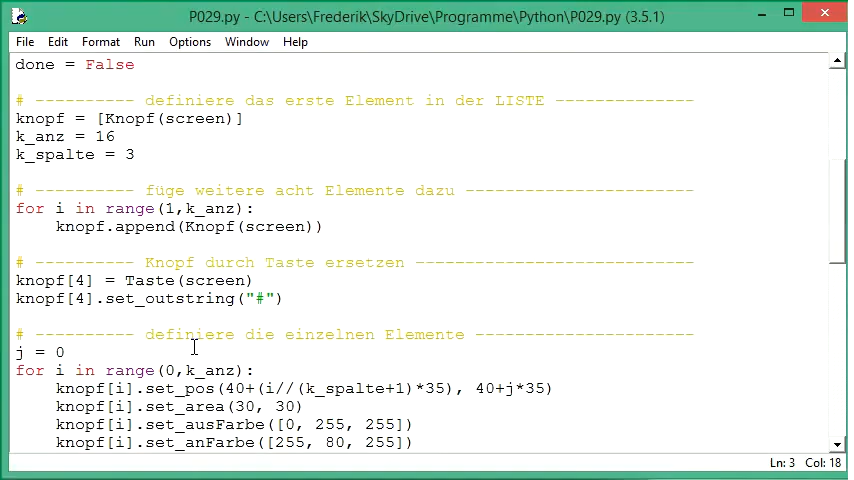 P029.py - C:\Users\Frederik\SkyDrive\Programme\Python\P029.py (3.5.1)
File Edit Format Run Options Window Help
done = False
# ---------- definiere das erste Element in der LISTE --------------
knopf = [Knopf(screen)]
k_anz = 16
k_spalte = 3
# ---------- füge weitere acht Elemente dazu -----------------------
for i in range(1,k_anz):
    knopf.append(Knopf(screen))
# ---------- Knopf durch Taste ersetzen ----------------------------
knopf[4] = Taste(screen)
knopf[4].set_outstring("#")
# ---------- definiere die einzelnen Elemente ----------------------
j = 0
for i in range(0,k_anz):
    knopf[i].set_pos(40+(i//(k_spalte+1)*35), 40+j*35)
    knopf[i].set_area(30, 30)
    knopf[i].set_ausFarbe([0, 255, 255])
    knopf[i].set_anFarbe([255, 80, 255])
Ln: 3 Col: 18